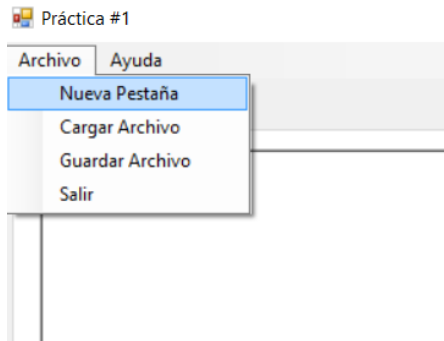 Práctica #1
Archivo Ayuda
Nueva Pestaña
Cargar Archivo
Guardar Archivo
Salir